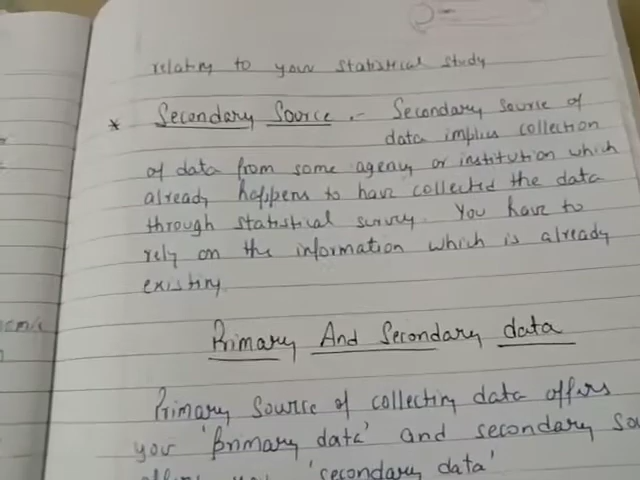 relating to your statistical study
* Secondary Source :- Secondary source of
data implies collection
of data from some agency or institution which
already happens to have collected the data
through statistical survey. You have to
rely on the information which is already
existing.
Primary And Secondary data
Primary source of collecting data offers
you 'primary data' and secondary
'secondary data'